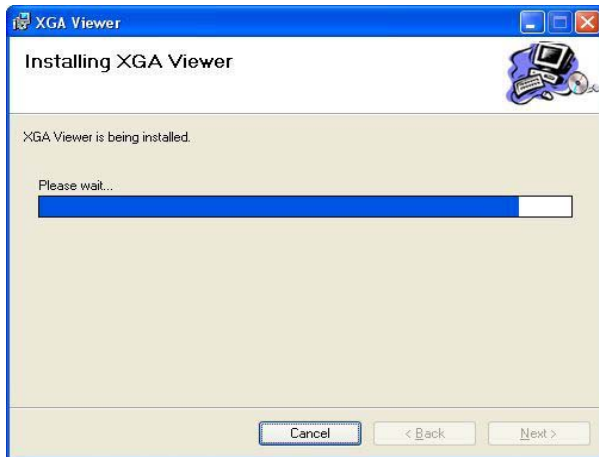 XGA Viewer
Installing XGA Viewer
XGA Viewer is being installed.
Please wait...
Cancel
< Back
Next >